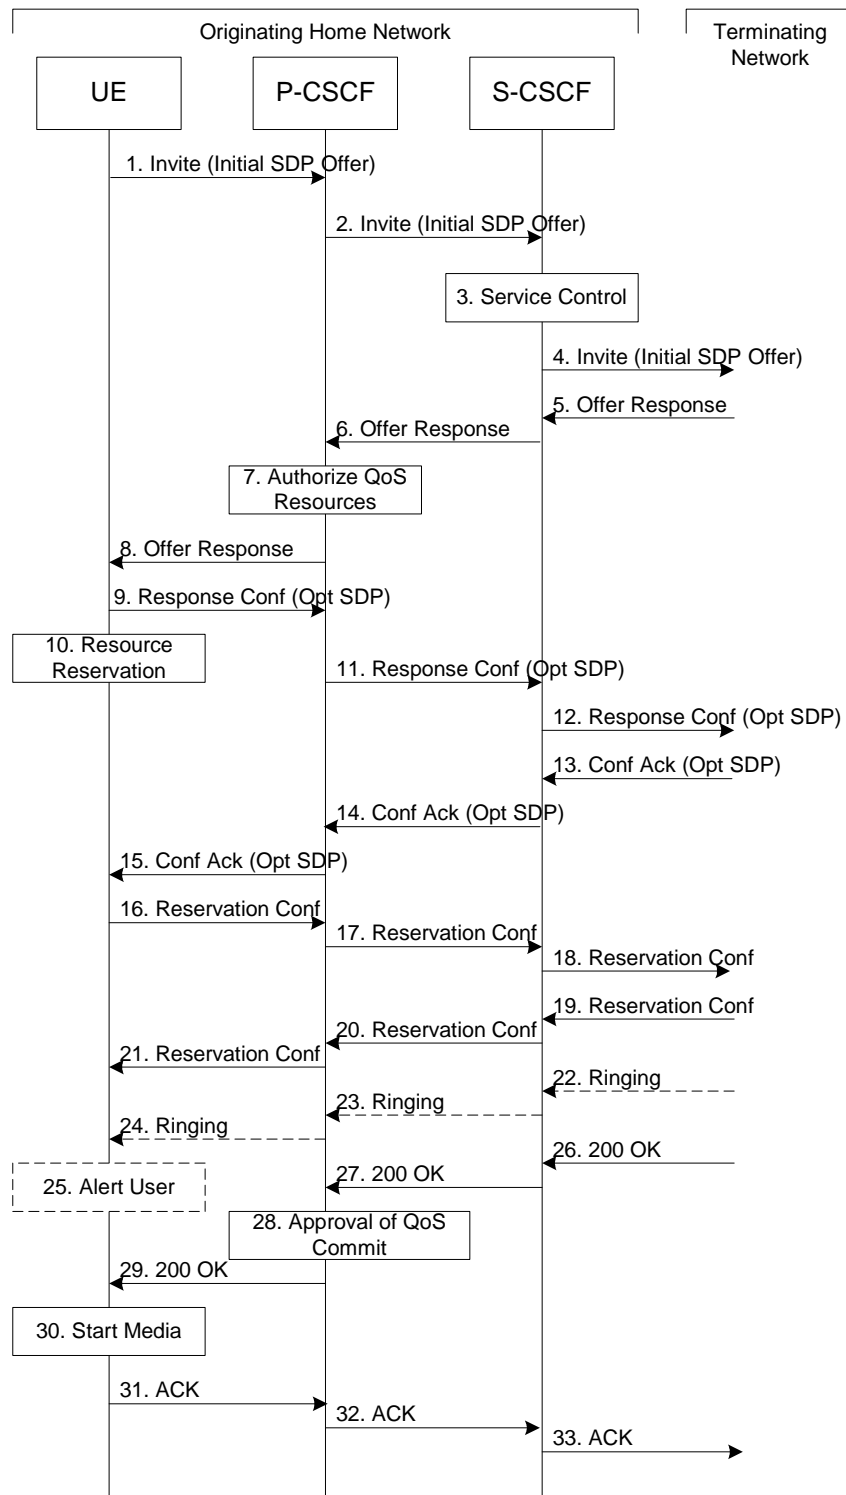 Originating Home Network
Terminating
Network
UE
P-CSCF
S-CSCF
1. Invite (Initial SDP Offer)
2. Invite (Initial SDP Offer)
3. Service Control
4. Invite (Initial SDP Offer)
5. Offer Response
6. Offer Response
7. Authorize QoS
Resources
8. Offer Response
9. Response Conf (Opt SDP)
10. Resource
Reservation
11. Response Conf (Opt SDP)
12. Response Conf (Opt SDP)
13. Conf Ack (Opt SDP)
14. Conf Ack (Opt SDP)
15. Conf Ack (Opt SDP)
16. Reservation Conf
17. Reservation Conf
18. Reservation Conf
19. Reservation Conf
20. Reservation Conf
21. Reservation Conf
22. Ringing
23. Ringing
24. Ringing
25. Alert User
26. 200 OK
27. 200 OK
28. Approval of QoS
Commit
29. 200 OK
30. Start Media
31. ACK
32. ACK
33. ACK